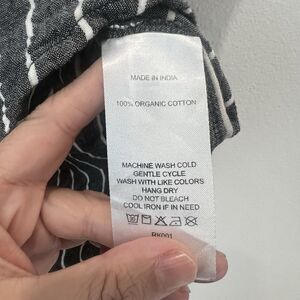 MADE IN INDIA
100% ORGANIC COTTON
MACHINE WASH COLD
GENTLE CYCLE
WASH WITH LIKE COLORS
HANG DRY
DO NOT BLEACH
COOL IRON IF IN NEED
RK001